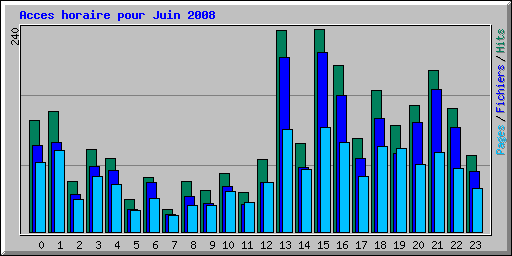 Acces horaire pour Juin 2008
240
Pages / Fichiers / Hits
0 1 2 3 4 5 6 7 8 9 10 11 12 13 14 15 16 17 18 19 20 21 22 23